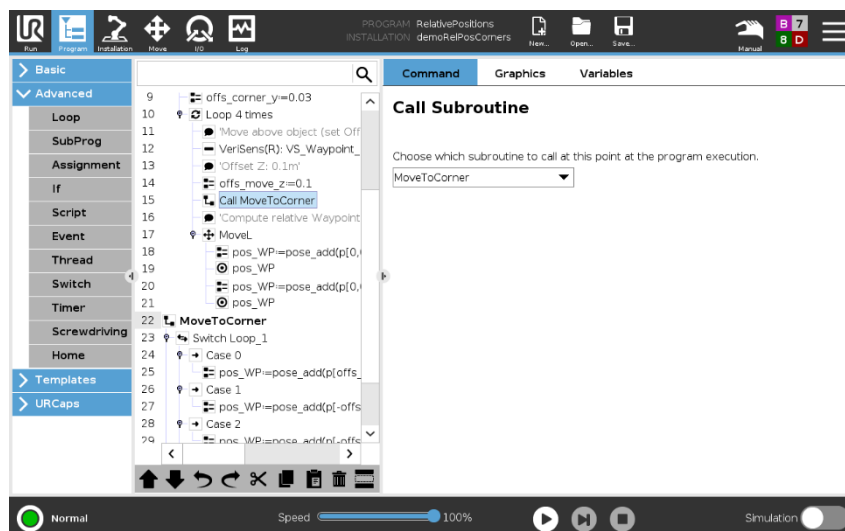 UR
Run
Program
Installation
Move
I/O
Log
PROGRAM RelativePositions
INSTALLATION demoRelPosCorners
New...
Open...
Save...
Manual
B 7
8 D
Basic
Advanced
Loop
SubProg
Assignment
If
Script
Event
Thread
Switch
Timer
Screwdriving
Home
Templates
URCaps
9 offs_corner_y:=0.03
10 Loop 4 times
11 'Move above object (set Off
12 VeriSens(R): VS_Waypoint_
13 'Offset Z: 0.1m'
14 offs_move_z:=0.1
15 Call MoveToCorner
16 'Compute relative Waypoint
17 MoveL
18 pos_WP:=pose_add(p[0,
19 pos_WP
20 pos_WP:=pose_add(p[0,
21 pos_WP
22 MoveToCorner
23 Switch Loop_1
24 Case 0
25 pos_WP:=pose_add(p[offs_
26 Case 1
27 pos_WP:=pose_add(p[-offs
28 Case 2
29 pos_WP:=pose_add(p[-offs
Command Graphics Variables
Call Subroutine
Choose which subroutine to call at this point at the program execution.
MoveToCorner
Normal
Speed 100%
Simulation